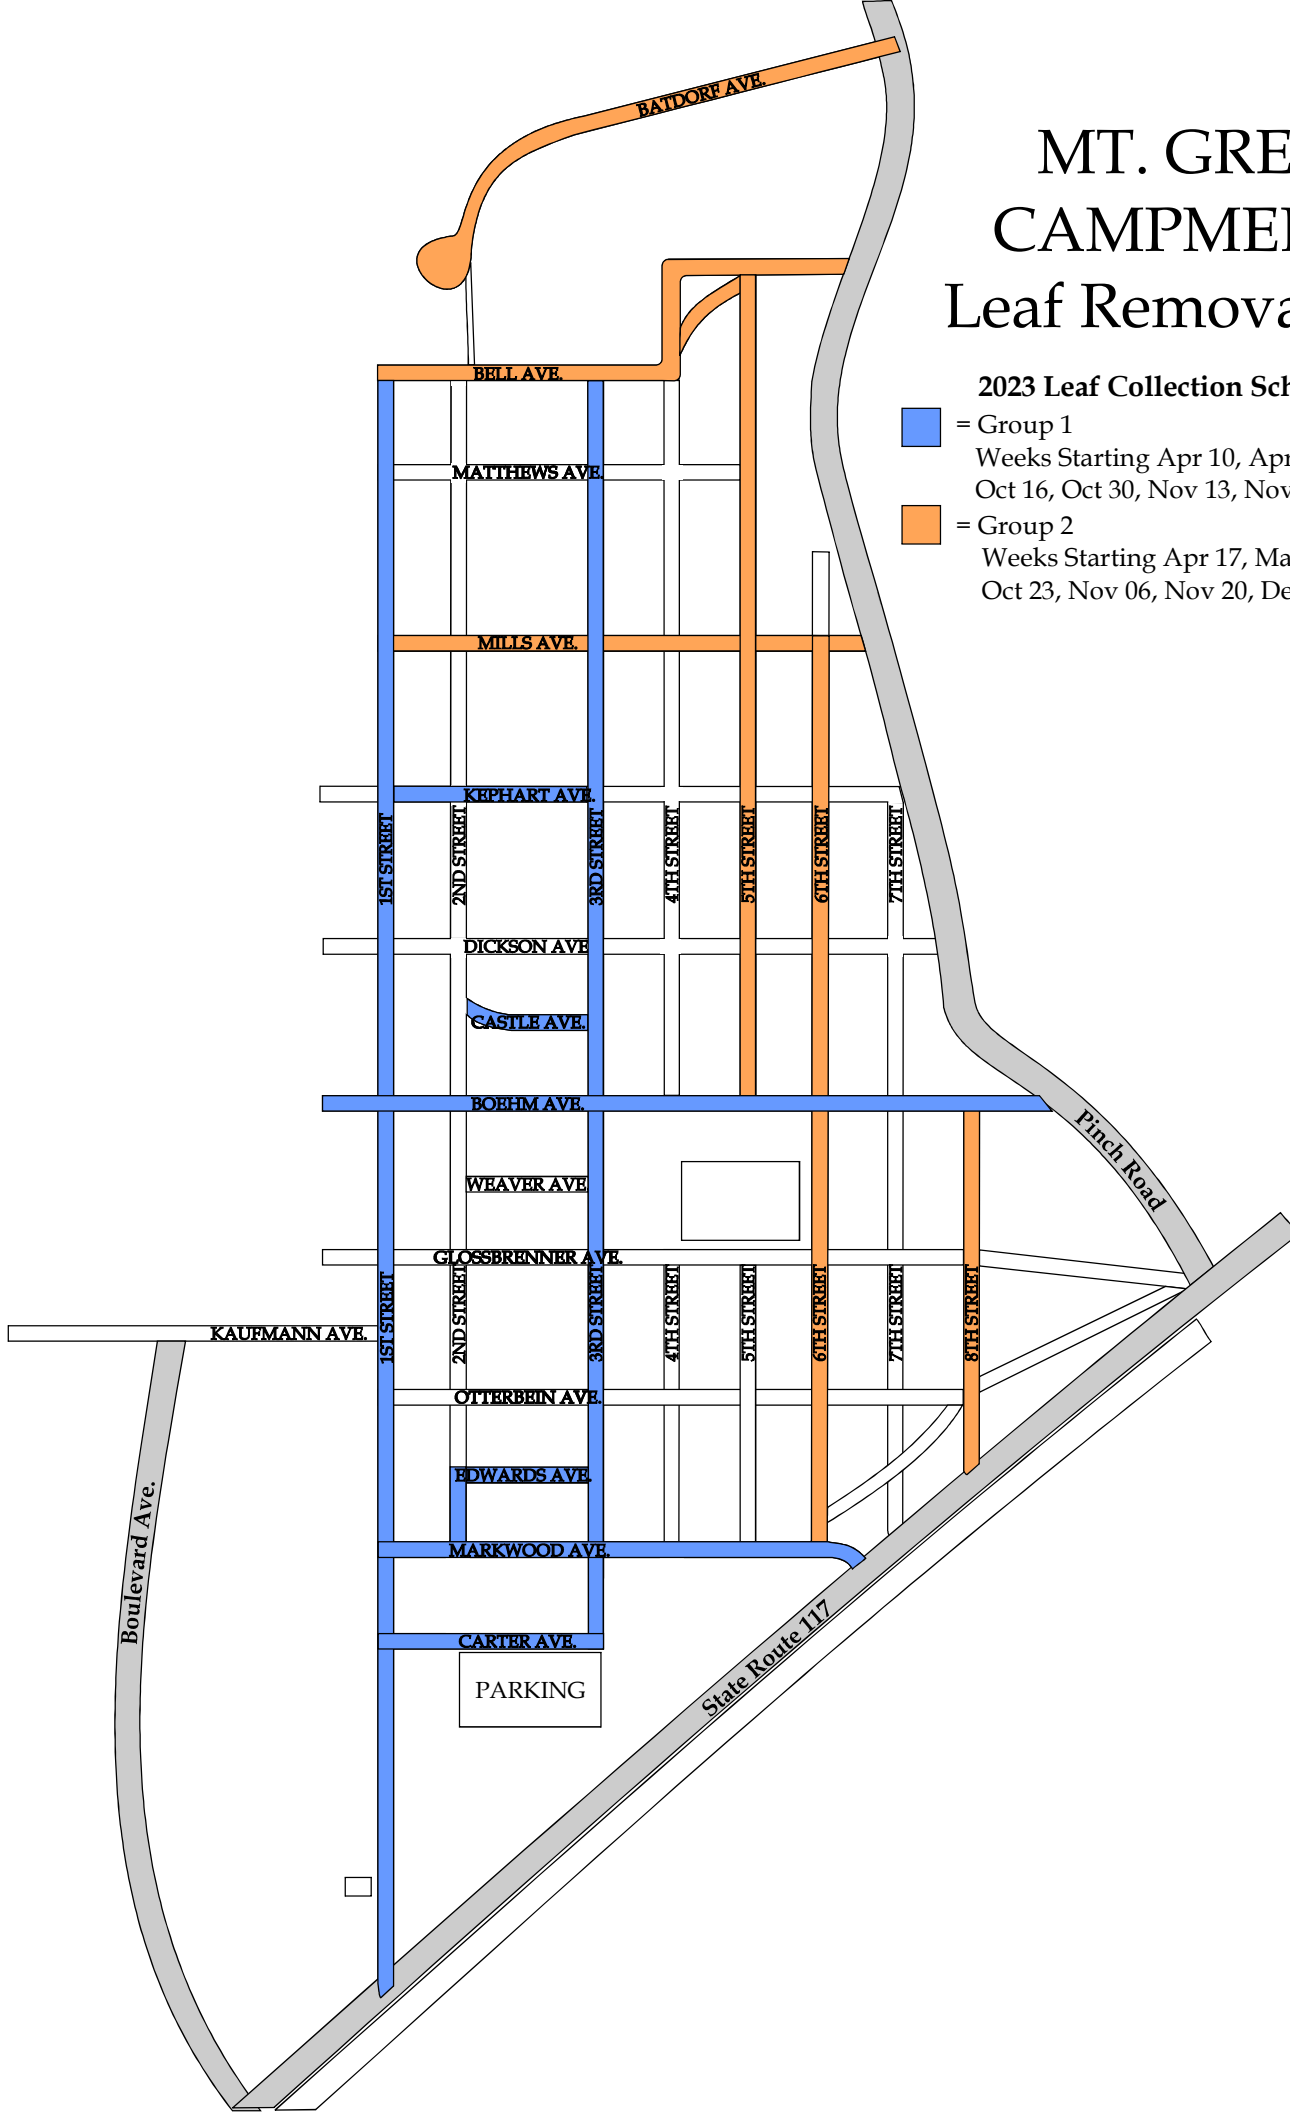 BATDORF AVE.
MT. GRE
CAMPME
Leaf Remova
2023 Leaf Collection Sch
= Group 1
Weeks Starting Apr 10, Apr
Oct 16, Oct 30, Nov 13, Nov
= Group 2
Weeks Starting Apr 17, Ma
Oct 23, Nov 06, Nov 20, De
BELL AVE.
MATTHEWS AVE.
MILLS AVE.
KEPHART AVE.
1ST STREET
2ND STREET
3RD STREET
4TH STREET
5TH STREET
6TH STREET
7TH STREET
DICKSON AVE
CASTLE AVE.
BOEHM AVE.
Pinch Road
WEAVER AVE
GLOSSBRENNER AVE.
1ST STREET
2ND STREET
3RD STREET
4TH STREET
5TH STREET
6TH STREET
7TH STREET
8TH STREET
KAUFMANN AVE.
OTTERBEIN AVE.
EDWARDS AVE.
Boulevard Ave.
MARKWOOD AVE.
CARTER AVE.
State Route 117
PARKING